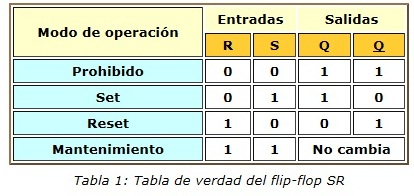 Modo de operación Entradas Salidas
R S Q Q
Prohibido 0 0 1 1
Set 0 1 1 0
Reset 1 0 0 1
Mantenimiento 1 1 No cambia
Tabla 1: Tabla de verdad del flip-flop SR